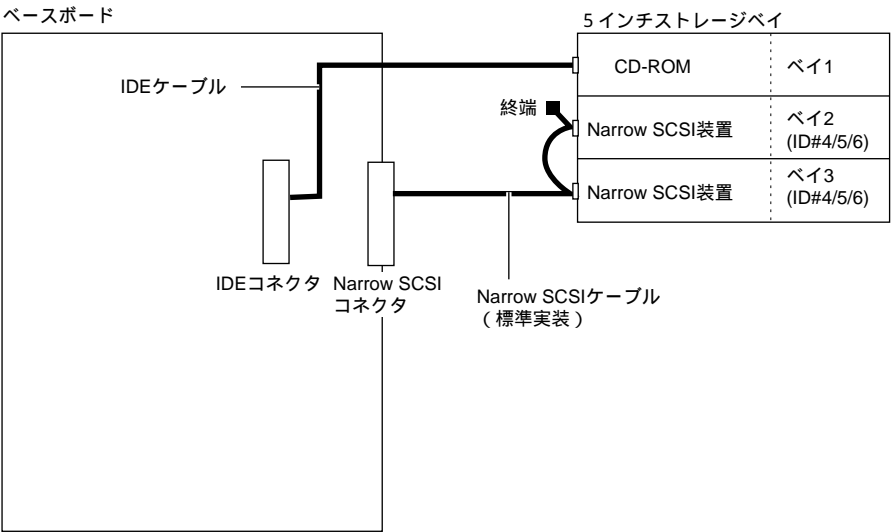 ベースボード
5インチストレージベイ
CD-ROM
ベイ1
IDEケーブル
終端
Narrow SCSI装置
ベイ2
(ID#4/5/6)
Narrow SCSI装置
ベイ3
(ID#4/5/6)
IDEコネクタ
Narrow SCSI
コネクタ
Narrow SCSIケーブル
(標準実装)